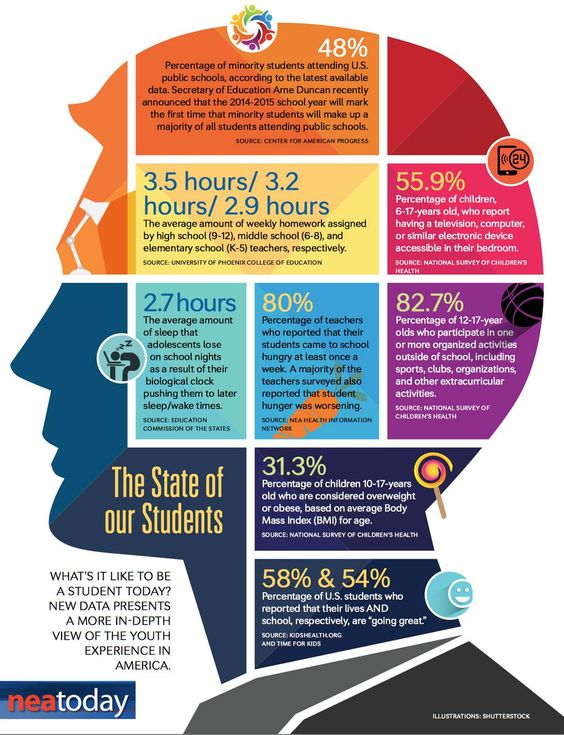 48%
Percentage of minority students attending U.S.
public schools, according to the latest available
data. Secretary of Education Arne Duncan recently
announced that the 2014-2015 school year will mark
the first time that minority students will make up a
majority of all students attending public schools.
SOURCE: CENTER FOR AMERICAN PROGRESS
3.5 hours/ 3.2
hours/ 2.9 hours
The average amount of weekly homework assigned
by high school (9-12), middle school (6-8), and
elementary school (K-5) teachers, respectively.
SOURCE: UNIVERSITY OF PHOENIX COLLEGE OF EDUCATION
24
55.9%
Percentage of children,
6-17-years old, who report
having a television, computer,
or similar electronic device
accessible in their bedroom.
SOURCE: NATIONAL SURVEY OF CHILDREN'S
HEALTH
2.7 hours
The average amount
of sleep that
adolescents lose
on school nights
as a result of their
biological clock
pushing them to later
sleep/wake times.
SOURCE: EDUCATION
COMMISSION OF THE STATES
z z z
80%
Percentage of teachers
who reported that their
students came to school
hungry at least once a
week. A majority of the
teachers surveyed also
reported that student
hunger was worsening.
SOURCE: NEA HEALTH INFORMATION
NETWORK
82.7%
Percentage of 12-17-year
olds who participate in one
or more organized activities
outside of school, including
sports, clubs, organizations,
and other extracurricular
activities.
SOURCE: NATIONAL SURVEY OF
CHILDREN'S HEALTH
The State of
our Students
31.3%
Percentage of children 10-17-years
old who are considered overweight
or obese, based on average Body
Mass Index (BMI) for age.
SOURCE: NATIONAL SURVEY OF CHILDREN'S HEALTH
58% & 54%
Percentage of U.S. students who
reported that their lives AND
school, respectively, are “going great.”
SOURCE: KIDSHEALTH.ORG
AND TIME FOR KIDS
WHAT'S IT LIKE TO BE
A STUDENT TODAY?
NEW DATA PRESENTS
A MORE IN-DEPTH
VIEW OF THE YOUTH
EXPERIENCE IN
AMERICA.
neatoday
ILLUSTRATIONS: SHUTTERSTOCK